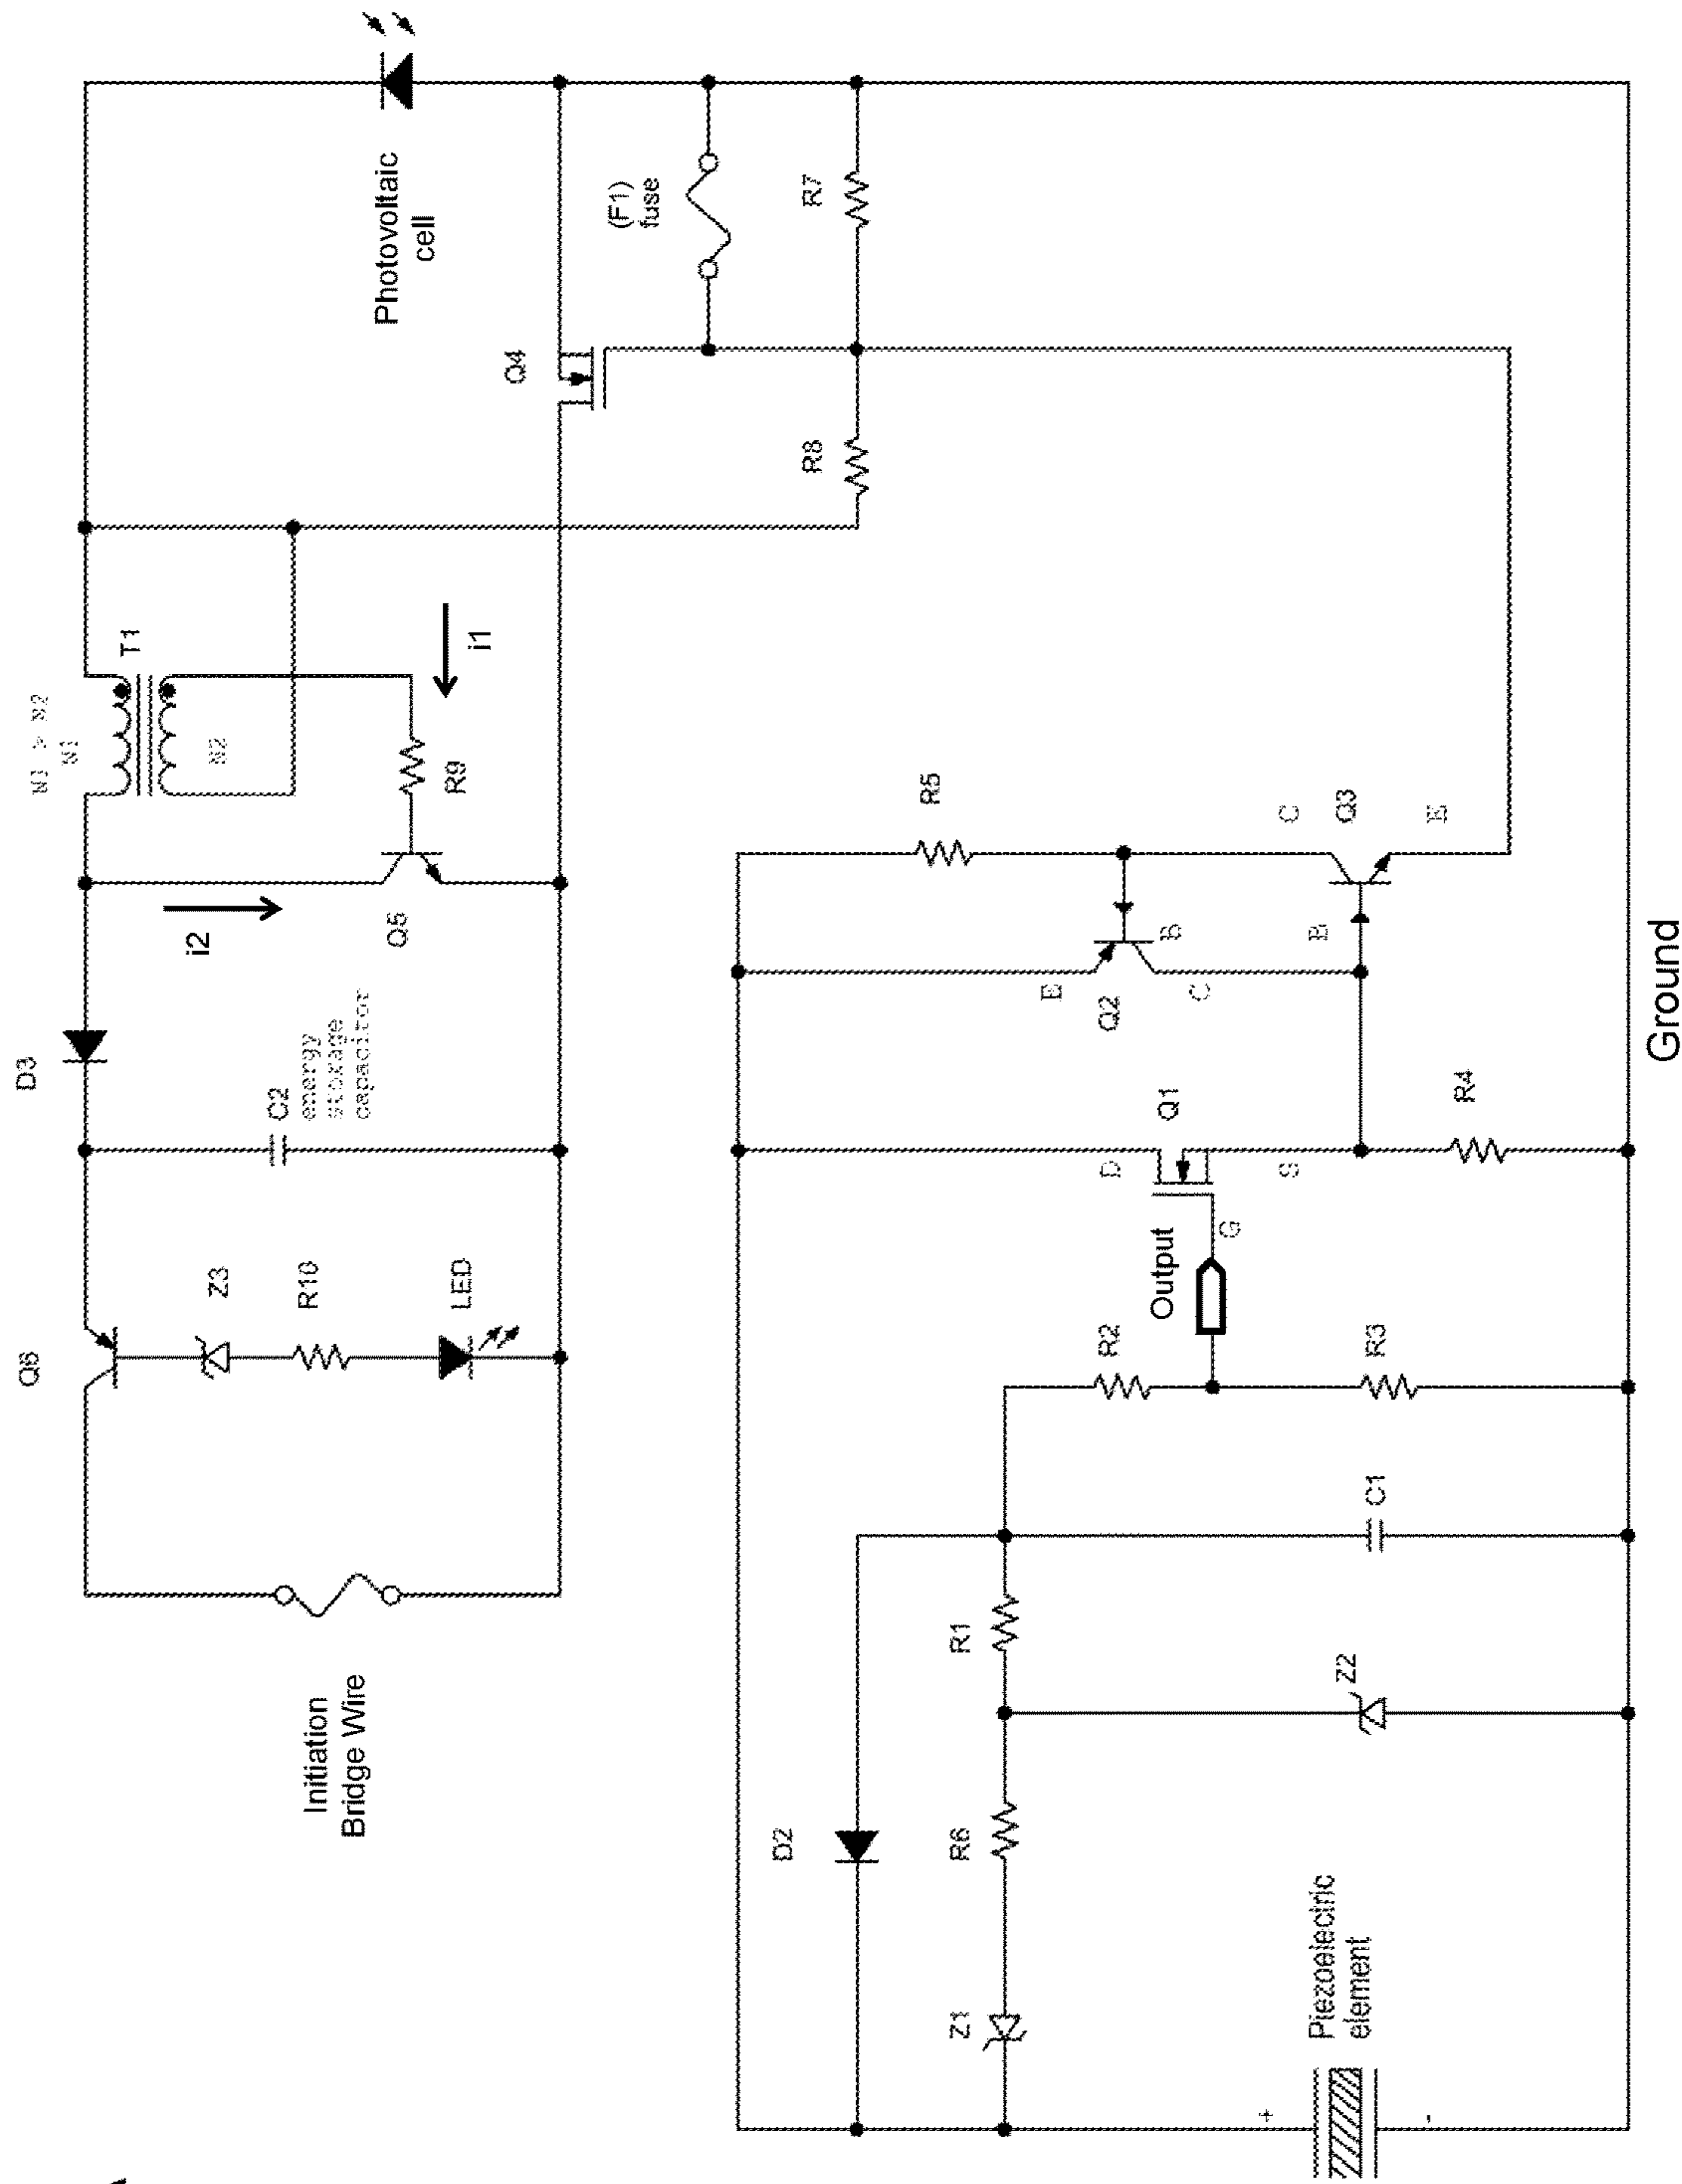 D3
Q6
N1 > N2
N1
T1
N2
i1
R9
i2
Q5
C2
energy
storage
capacitor
Z3
R10
LED
Initiation
Bridge Wire
Photovoltaic
cell
Q4
(F1)
fuse
R7
R8
R5
C
Q3
E
B
B
E
Q2
C
Q1
D
S
G
Output
R4
R2
R3
D2
R1
C1
Z2
R6
Z1
Piezoelectric
element
+
-
Ground